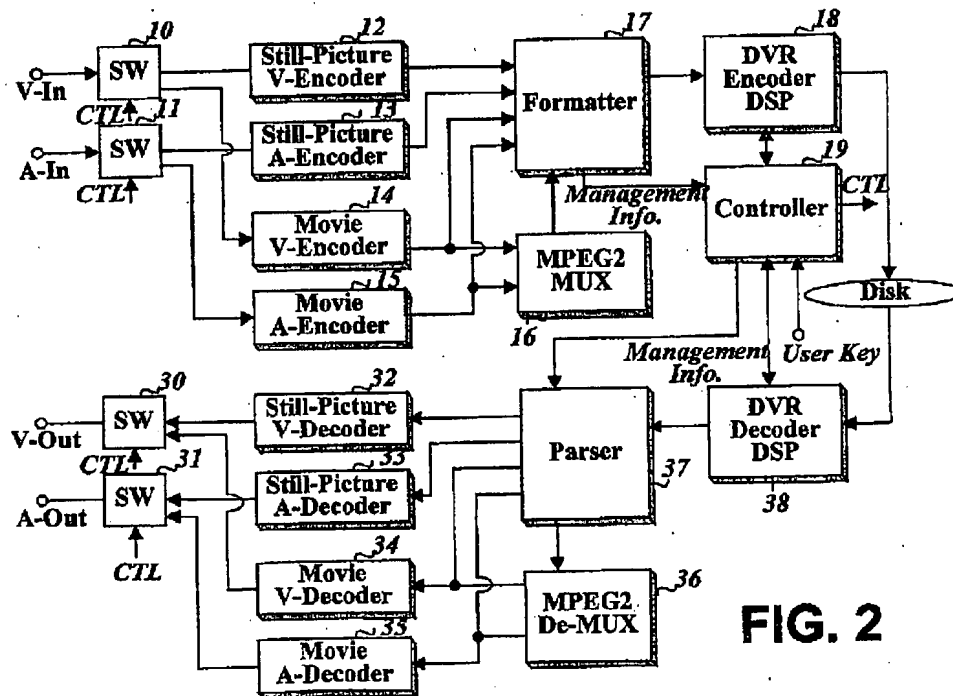 10
SW
V-In
CTL
11
SW
A-In
CTL
12
Still-Picture
V-Encoder
13
Still-Picture
A-Encoder
14
Movie
V-Encoder
15
Movie
A-Encoder
17
Formatter
Management
Info.
MPEG2
MUX
16
18
DVR
Encoder
DSP
19
Controller
CTL
Disk
User Key
Management
Info.
30
SW
V-Out
CTL
31
SW
A-Out
CTL
32
Still-Picture
V-Decoder
33
Still-Picture
A-Decoder
34
Movie
V-Decoder
35
Movie
A-Decoder
Parser
37
DVR
Decoder
DSP
38
36
MPEG2
De-MUX
FIG. 2